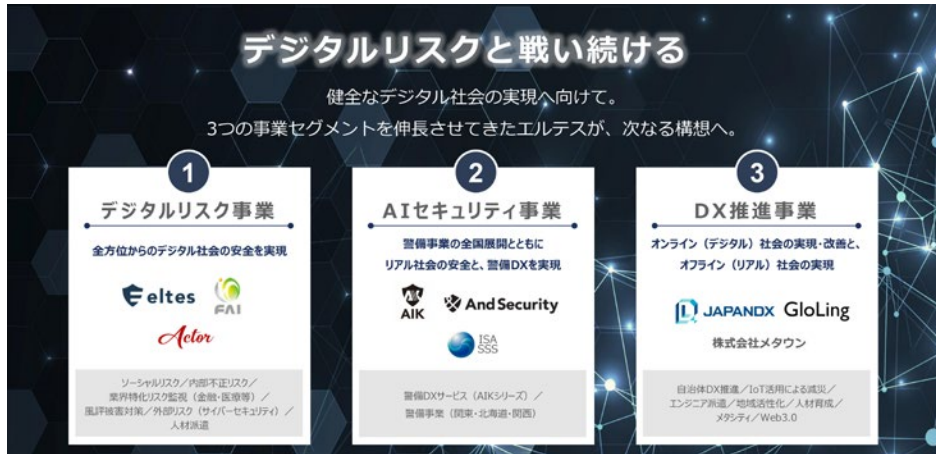 デジタルリスクと戦い続ける
健全なデジタル社会の実現へ向けて。
3つの事業セグメントを伸長させてきたエルテスが、次なる構想へ。
1
デジタルリスク事業
全方位からのデジタル社会の安全を実現
eltes
FAI
Actor
ソーシャルリスク／内部不正リスク／
業界特化リスク監視（金融・医療等）／
風評被害対策／外部リスク（サイバーセキュリティ）／
人材派遣
2
AIセキュリティ事業
警備事業の全国展開とともに
リアル社会の安全と、警備DXを実現
AIK
AIK
And Security
ISA
SSS
警備DXサービス（AIKシリーズ）／
警備事業（関東・北海道・関西）
3
DX推進事業
オンライン（デジタル）社会の実現・改善と、
オフライン（リアル）社会の実現
JAPANDX
GloLing
株式会社メタウン
自治体DX推進／IoT活用による減災／
エンジニア派遣／地域活性化／人材育成／
メタシティ／Web3.0